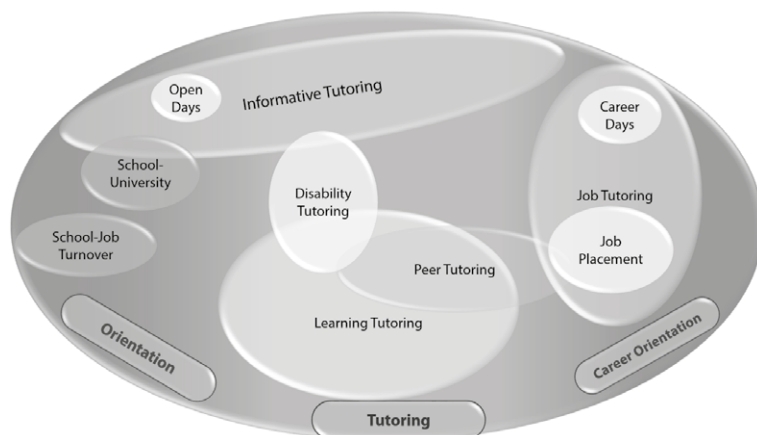 Open
Days
Informative Tutoring
Career
Days
School-
University
Disability
Tutoring
Job Tutoring
School-Job
Turnover
Job
Placement
Peer Tutoring
Learning Tutoring
Orientation
Tutoring
Career Orientation